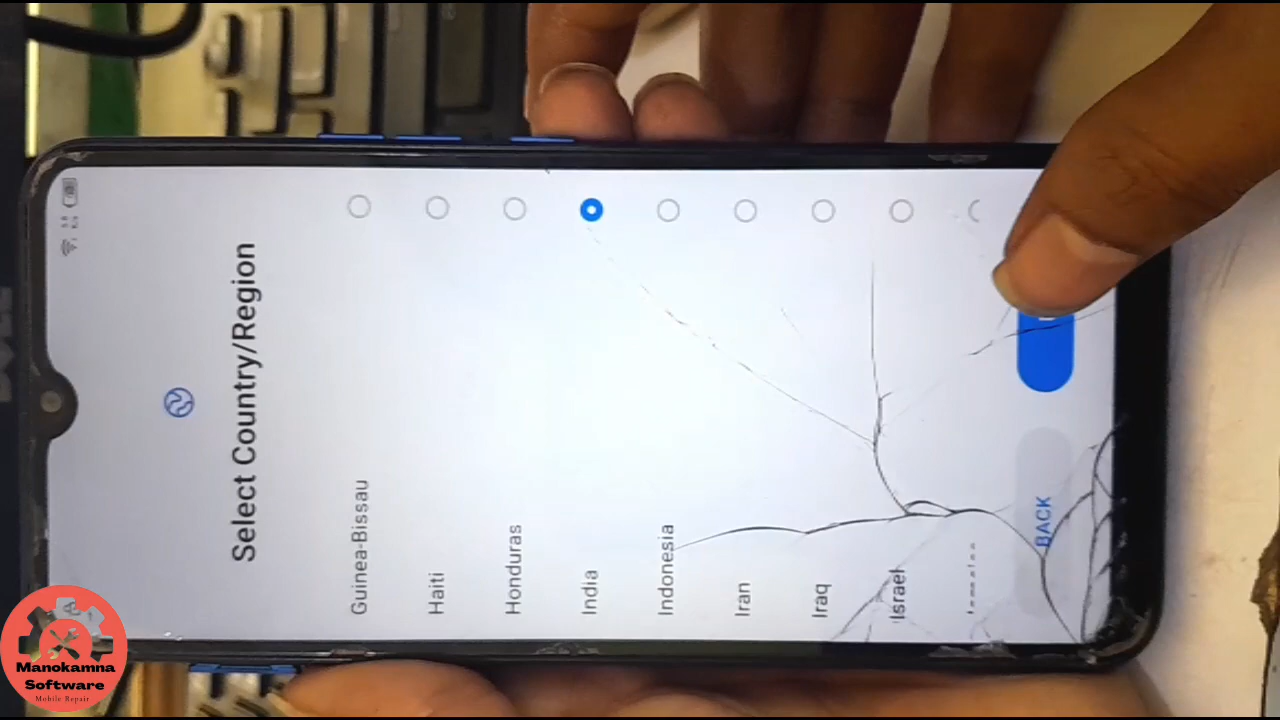 Select Country/Region
Guinea-Bissau
Haiti
Honduras
India
Indonesia
Iran
Iraq
Israel
BACK
Manokamna
Software
Mobile Repair